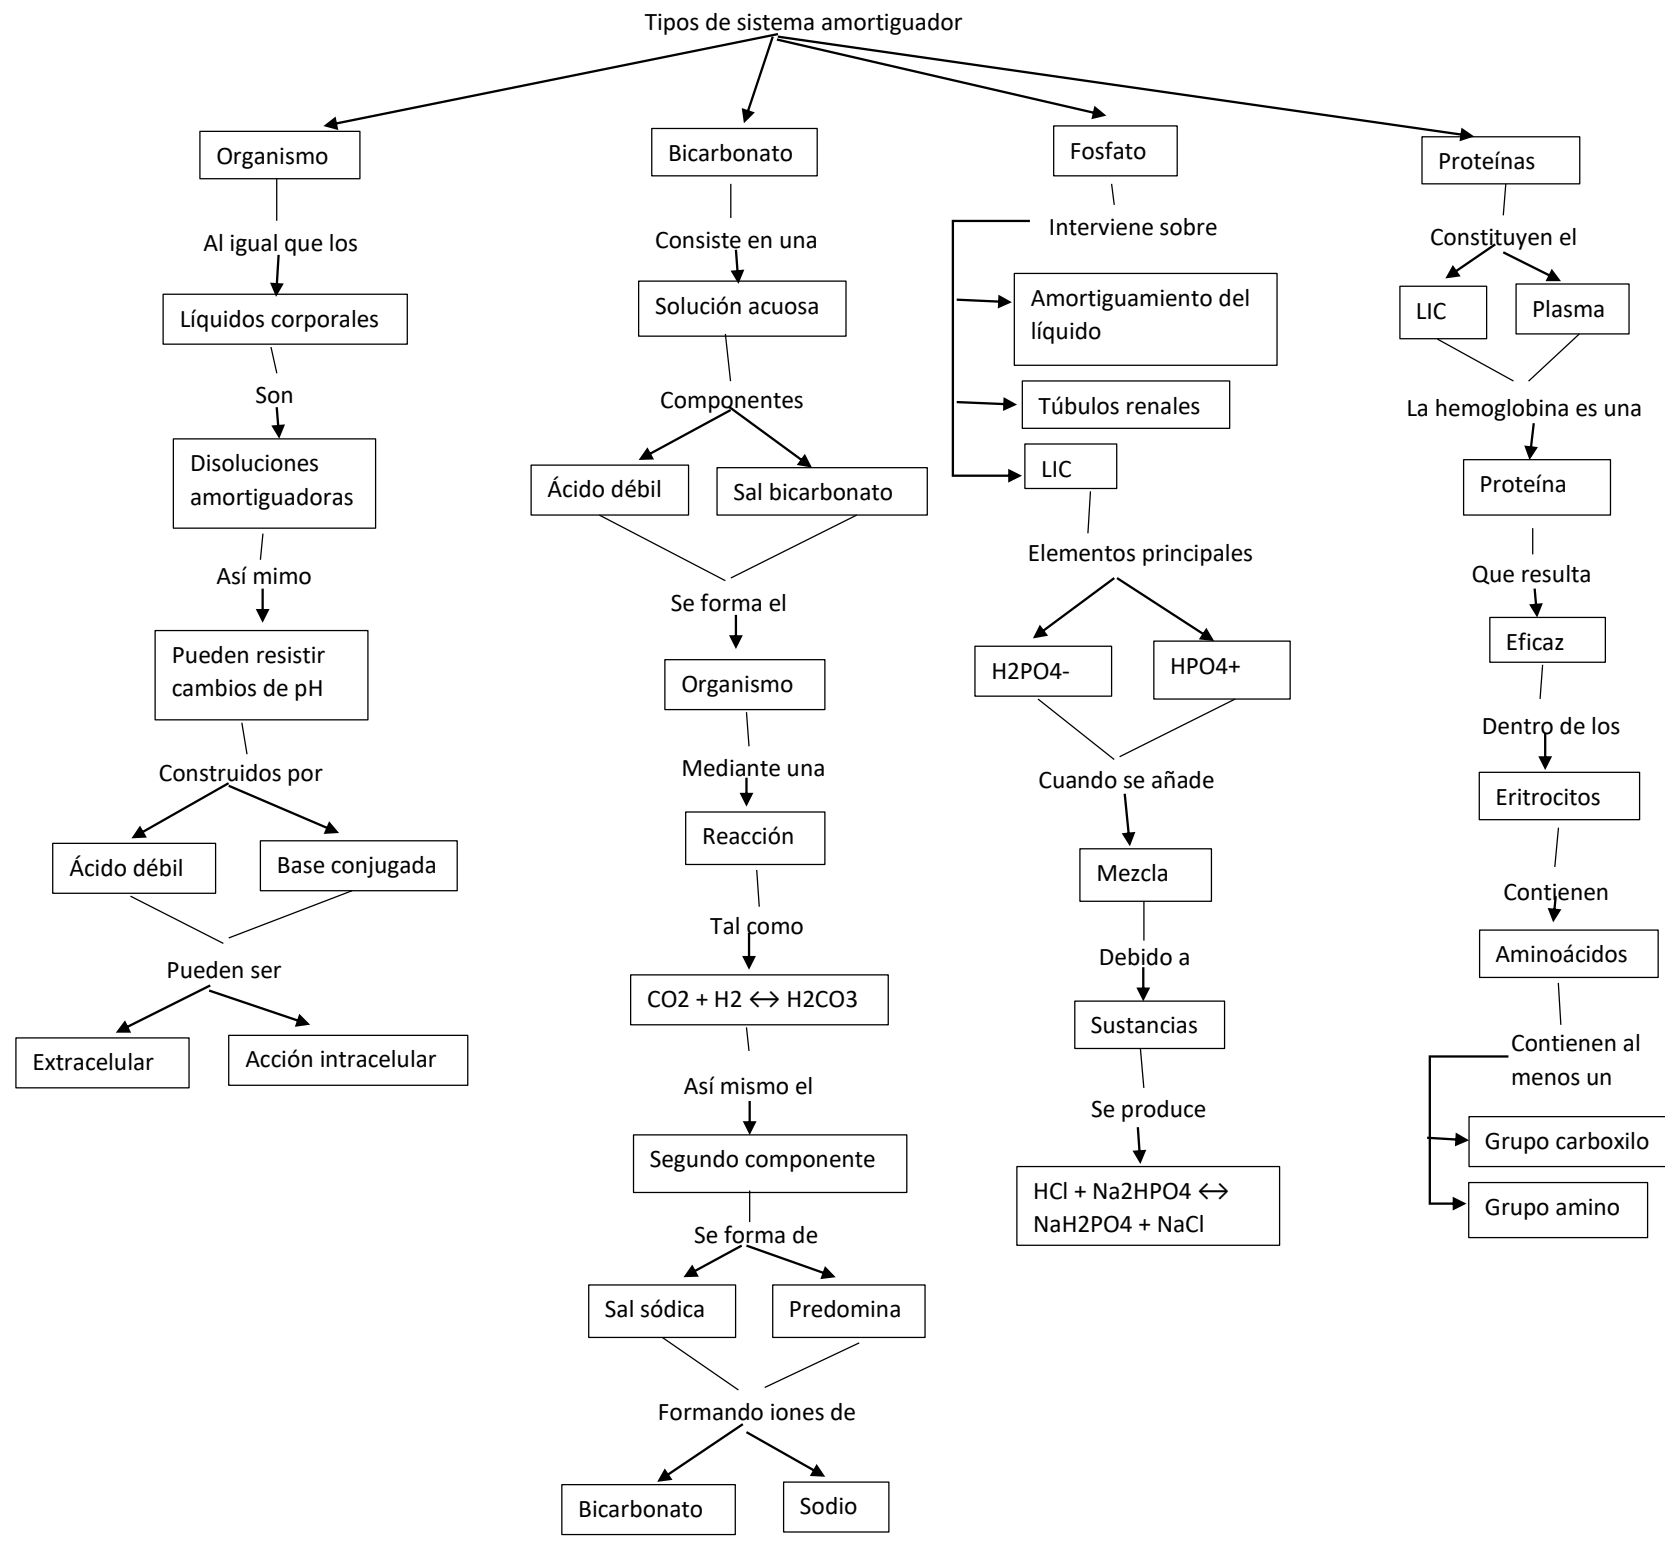 Tipos de sistema amortiguador
Organismo
Al igual que los
Líquidos corporales
Son
Disoluciones
amortiguadoras
Así mimo
Pueden resistir
cambios de pH
Construidos por
Ácido débil
Base conjugada
Pueden ser
Extracelular
Acción intracelular
Bicarbonato
Consiste en una
Solución acuosa
Componentes
Ácido débil
Sal bicarbonato
Se forma el
Organismo
Mediante una
Reacción
Tal como
CO2 + H2 ↔ H2CO3
Así mismo el
Segundo componente
Se forma de
Sal sódica
Predomina
Formando iones de
Bicarbonato
Sodio
Fosfato
Interviene sobre
Amortiguamiento del
líquido
Túbulos renales
LIC
Elementos principales
H2PO4-
HPO4+
Cuando se añade
Mezcla
Debido a
Sustancias
Se produce
HCl + Na2HPO4 ↔
NaH2PO4 + NaCl
Proteínas
Constituyen el
LIC
Plasma
La hemoglobina es una
Proteína
Que resulta
Eficaz
Dentro de los
Eritrocitos
Contienen
Aminoácidos
Contienen al
menos un
Grupo carboxilo
Grupo amino